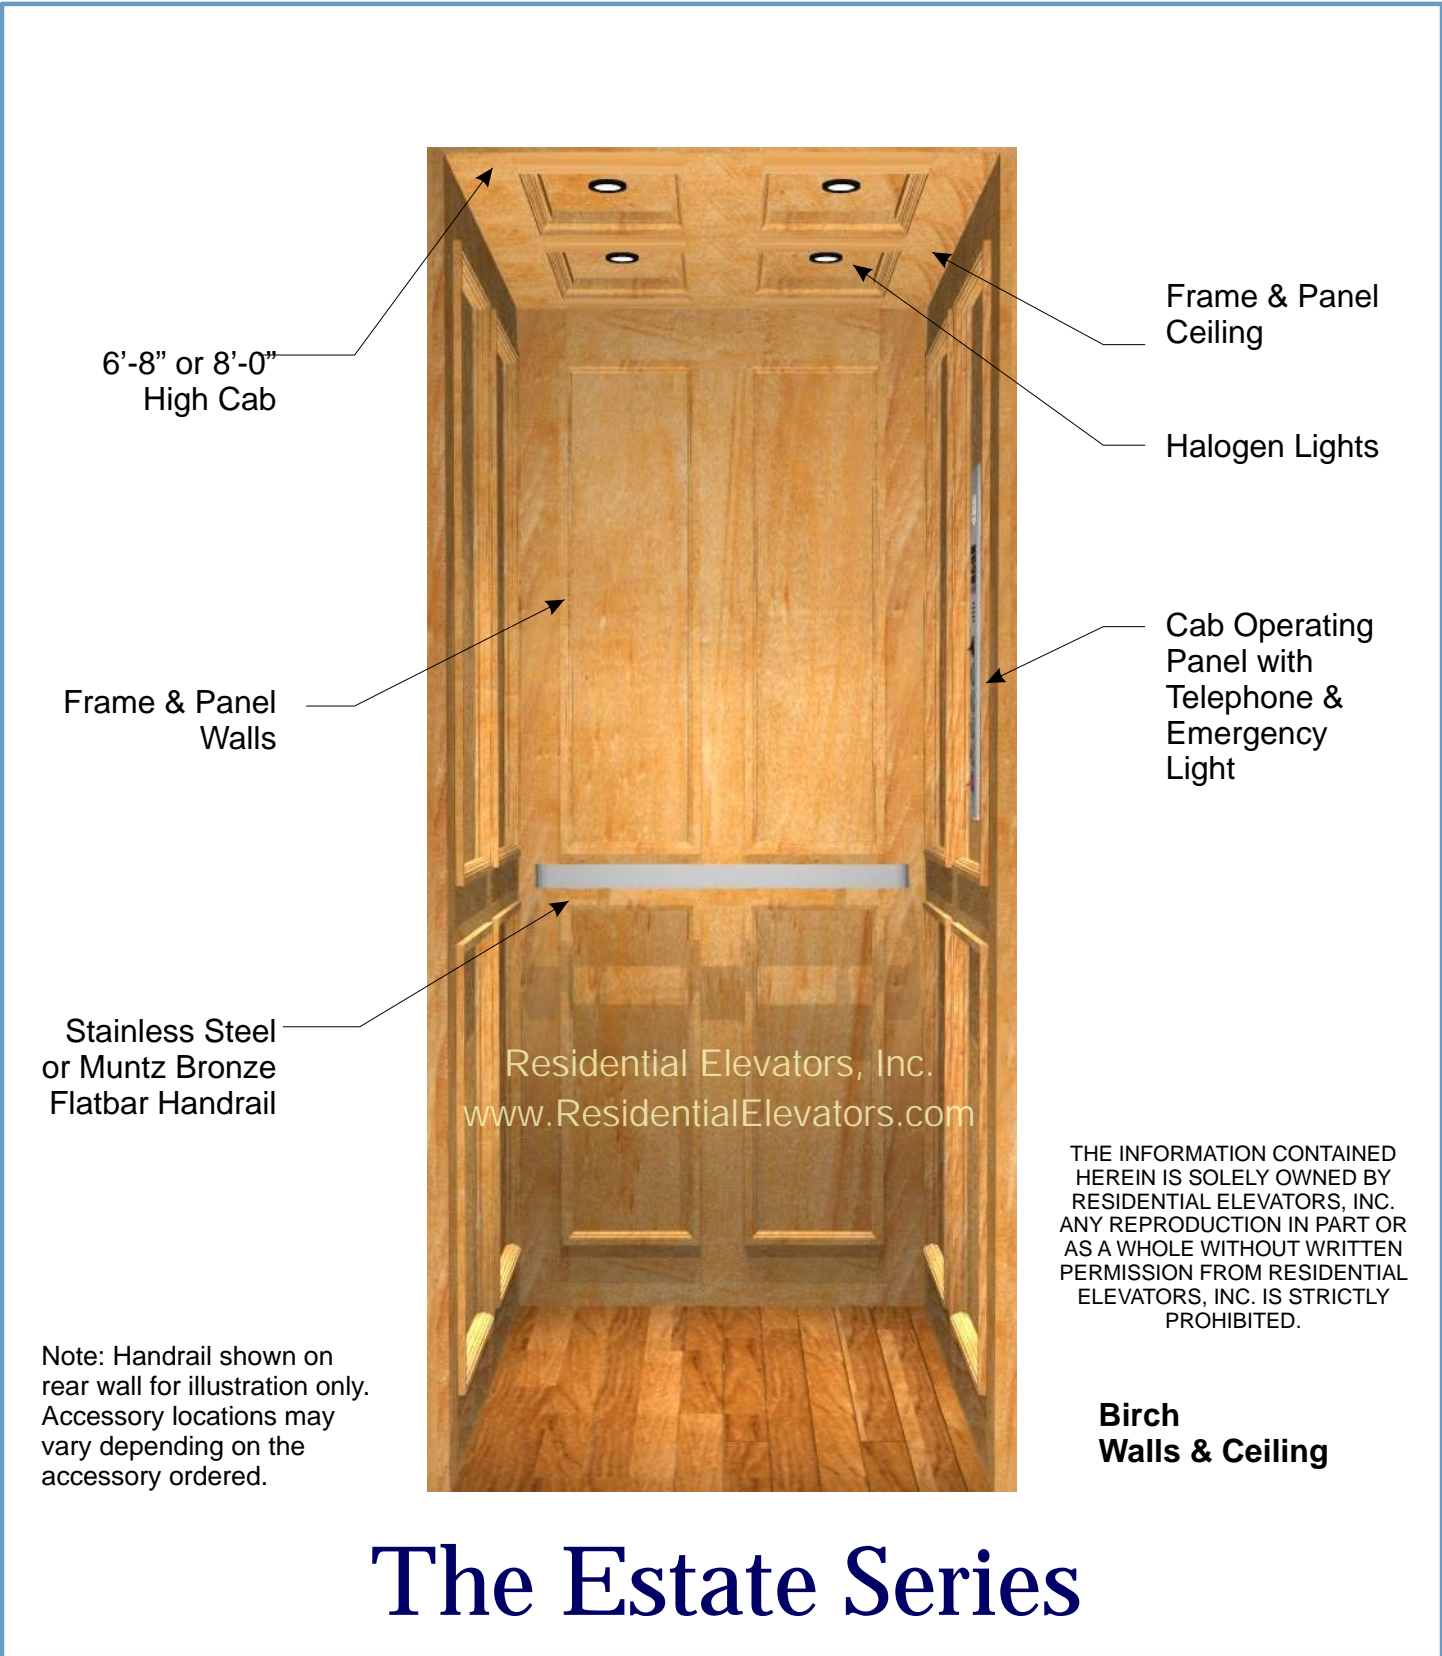 6’-8” or 8’-0”
High Cab
Frame & Panel
Ceiling
Halogen Lights
Cab Operating
Panel with
Telephone &
Emergency
Light
Frame & Panel
Walls
Stainless Steel
or Muntz Bronze
Flatbar Handrail
Residential Elevators, Inc.
www.ResidentialElevators.com
THE INFORMATION CONTAINED
HEREIN IS SOLELY OWNED BY
RESIDENTIAL ELEVATORS, INC.
ANY REPRODUCTION IN PART OR
AS A WHOLE WITHOUT WRITTEN
PERMISSION FROM RESIDENTIAL
ELEVATORS, INC. IS STRICTLY
PROHIBITED.
Note: Handrail shown on
rear wall for illustration only.
Accessory locations may
vary depending on the
accessory ordered.
Birch
Walls & Ceiling
The Estate Series